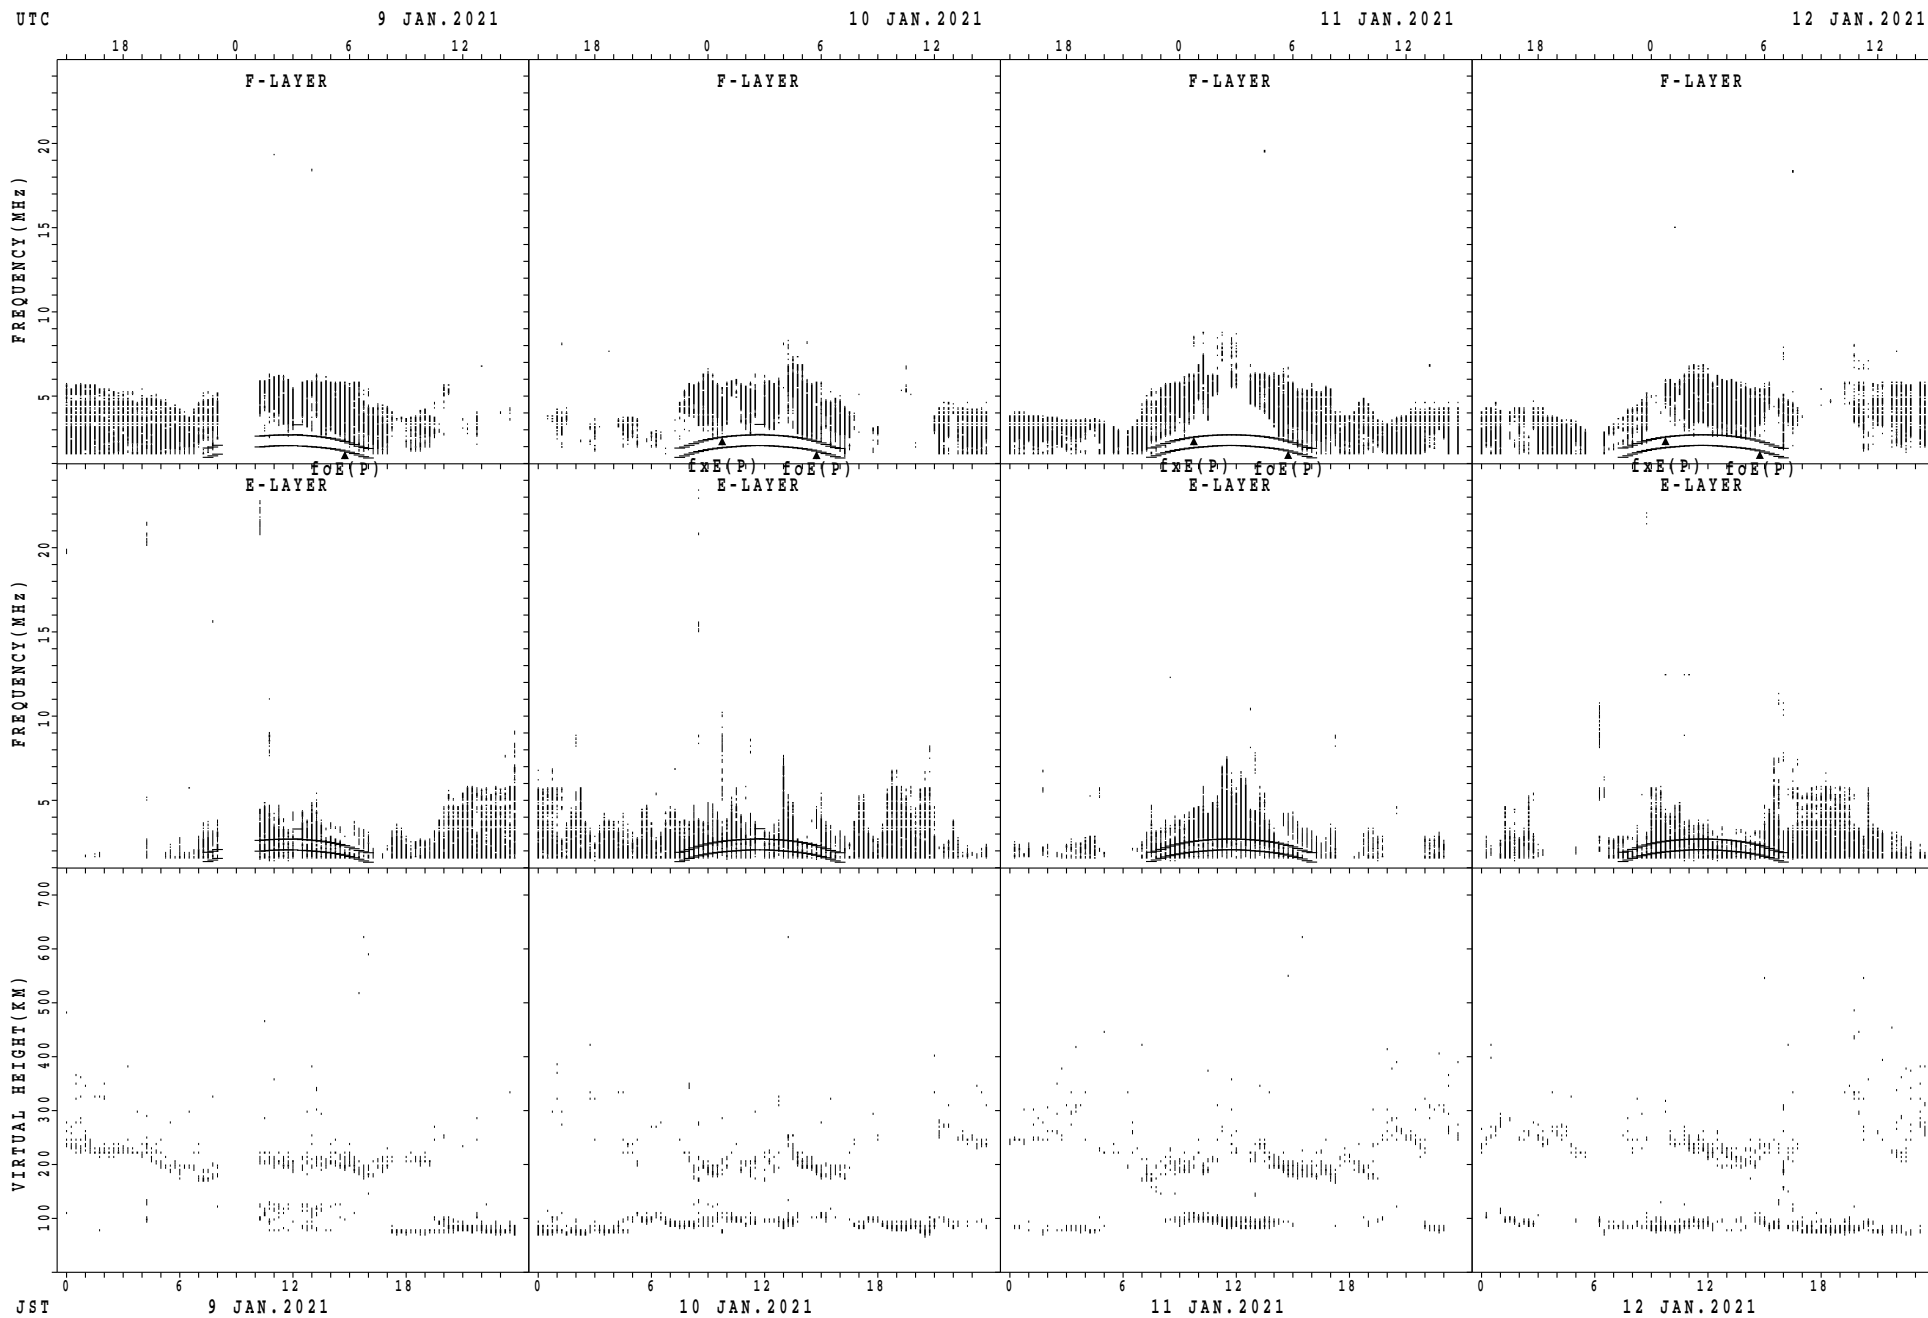 UTC 9 JAN.2021 10 JAN.2021 11 JAN.2021 12 JAN.2021
18 0 6 12 18 0 6 12 18 0 6 12 18 0 6 12
F-LAYER F-LAYER F-LAYER F-LAYER
FREQUENCY(MHz)
20
15
10
5
foE(P) fxE(P) foE(P) fxE(P) foE(P) fxE(P) foE(P)
E-LAYER E-LAYER E-LAYER E-LAYER
FREQUENCY(MHz)
20
15
10
5
VIRTUAL HEIGHT(KM)
700
600
500
400
300
200
100
0 6 12 18 0 6 12 18 0 6 12 18 0 6 12 18
JST 9 JAN.2021 10 JAN.2021 11 JAN.2021 12 JAN.2021